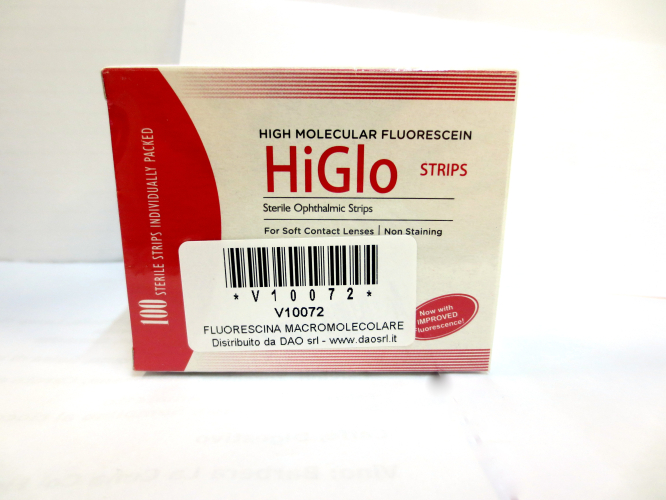 HIGH MOLECULAR FLUORESCEIN
HiGlo STRIPS
Sterile Ophthalmic Strips
For Soft Contact Lenses | Non Staining
100 STERILE STRIPS INDIVIDUALLY PACKED
*V10072*
V10072
FLUORESCINA MACROMOLECOLARE
Distribuito da DAO srl - www.daosrl.it
Now with
IMPROVED
Fluorescence!